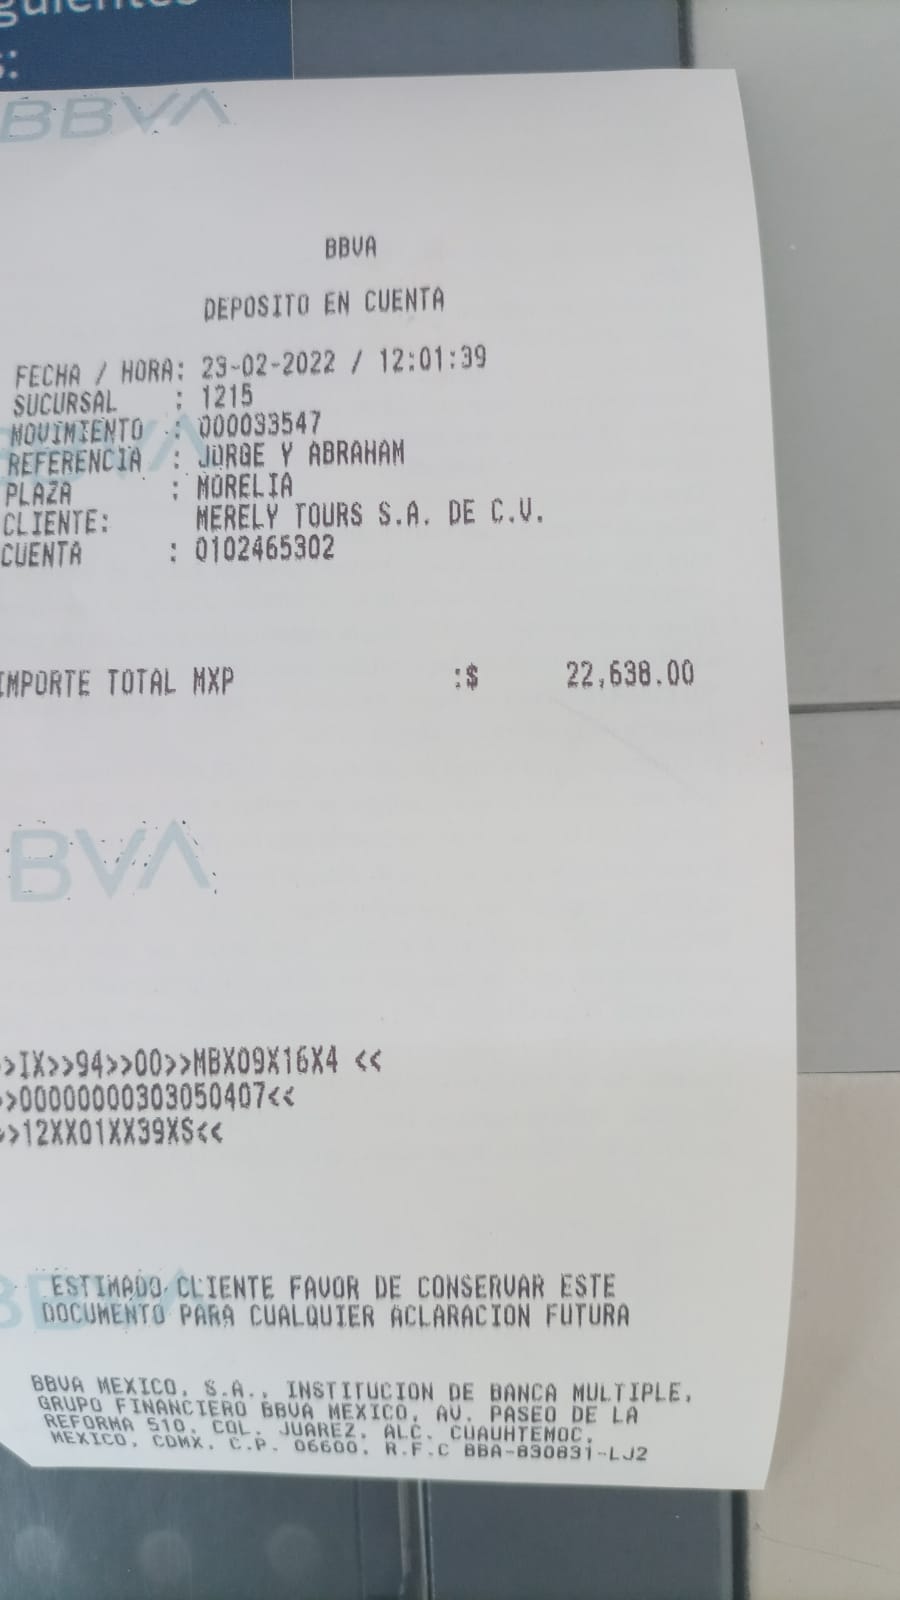 guientes
s:
BBVA
BBVA
DEPOSITO EN CUENTA
FECHA / HORA: 23-02-2022 / 12:01:39
SUCURSAL : 1215
MOVIMIENTO : 000033547
REFERENCIA : JORGE Y ABRAHAM
PLAZA : MORELIA
CLIENTE: MERELY TOURS S.A. DE C.V.
CUENTA : 0102465302
IMPORTE TOTAL MXP :$ 22,638.00
BVA
>>IX>>94>>00>>MBX09X16X4 <<
>>00000000303050407<<
>>12XX01XX39XS<<
ESTIMADO CLIENTE FAVOR DE CONSERVAR ESTE
DOCUMENTO PARA CUALQUIER ACLARACION FUTURA
BBVA MEXICO, S.A., INSTITUCION DE BANCA MULTIPLE,
GRUPO FINANCIERO BBVA MEXICO, AV. PASEO DE LA
REFORMA 510, COL. JUAREZ, ALC. CUAUHTEMOC,
MEXICO, CDMX, C.P. 06600, R.F.C BBA-830831-LJ2